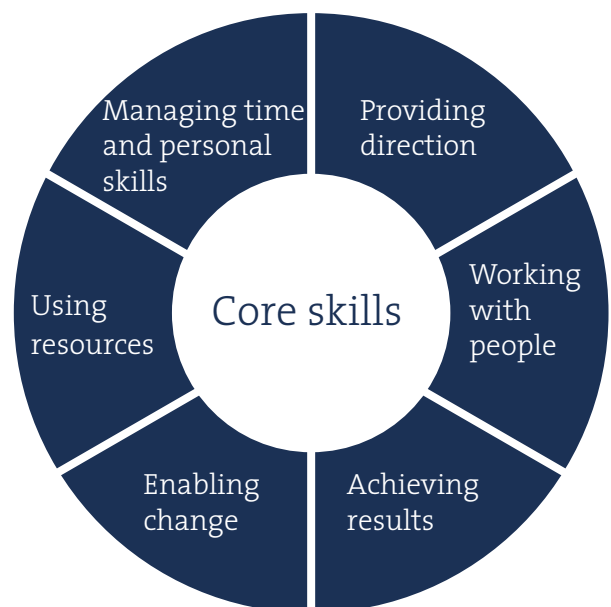 Managing time
and personal
skills
Providing
direction
Working
with
people
Achieving
results
Enabling
change
Using
resources
Core skills